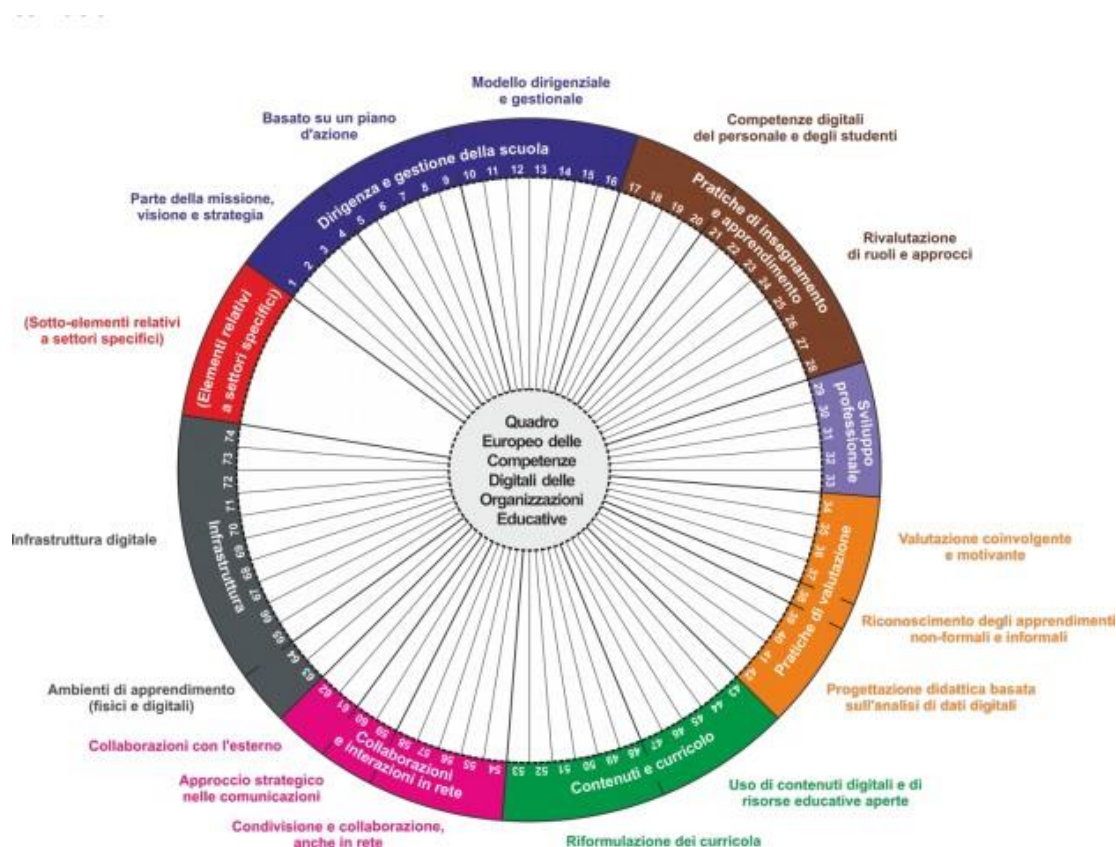 Modello dirigenziale
e gestionale
Basato su un piano
d'azione
Competenze digitali
del personale e degli studenti
Parte della missione,
visione e strategia
Rivalutazione
di ruoli e approcci
(Sotto-elementi relativi
a settori specifici)
Dirigenza e gestione della scuola
1 2 3 4 5 6 7 8 9 10 11 12 13 14 15 16
Pratiche di insegnamento
e apprendimento
17 18 19 20 21 22 23 24 25 26 27 28
Sviluppo
professionale
29 30 31 32 33
Pratiche di valutazione
34 35 36 37 38 39 40 41 42
Contenuti e curricolo
43 44 45 46 47 48 49 50 51 52 53
Collaborazioni
e interazioni in rete
54 55 56 57 58 59 60 61 62
Infrastruttura
63 64 65 66 67 68 69 70 71 72 73 74
(Elementi relativi
a settori specifici)
Quadro
Europeo delle
Competenze
Digitali delle
Organizzazioni
Educative
Infrastruttura digitale
Valutazione coinvolgente
e motivante
Riconoscimento degli apprendimenti
non-formali e informali
Ambienti di apprendimento
(fisici e digitali)
Progettazione didattica basata
sull'analisi di dati digitali
Collaborazioni con l'esterno
Approccio strategico
nelle comunicazioni
Uso di contenuti digitali e di
risorse educative aperte
Condivisione e collaborazione,
anche in rete
Riformulazione dei curricola